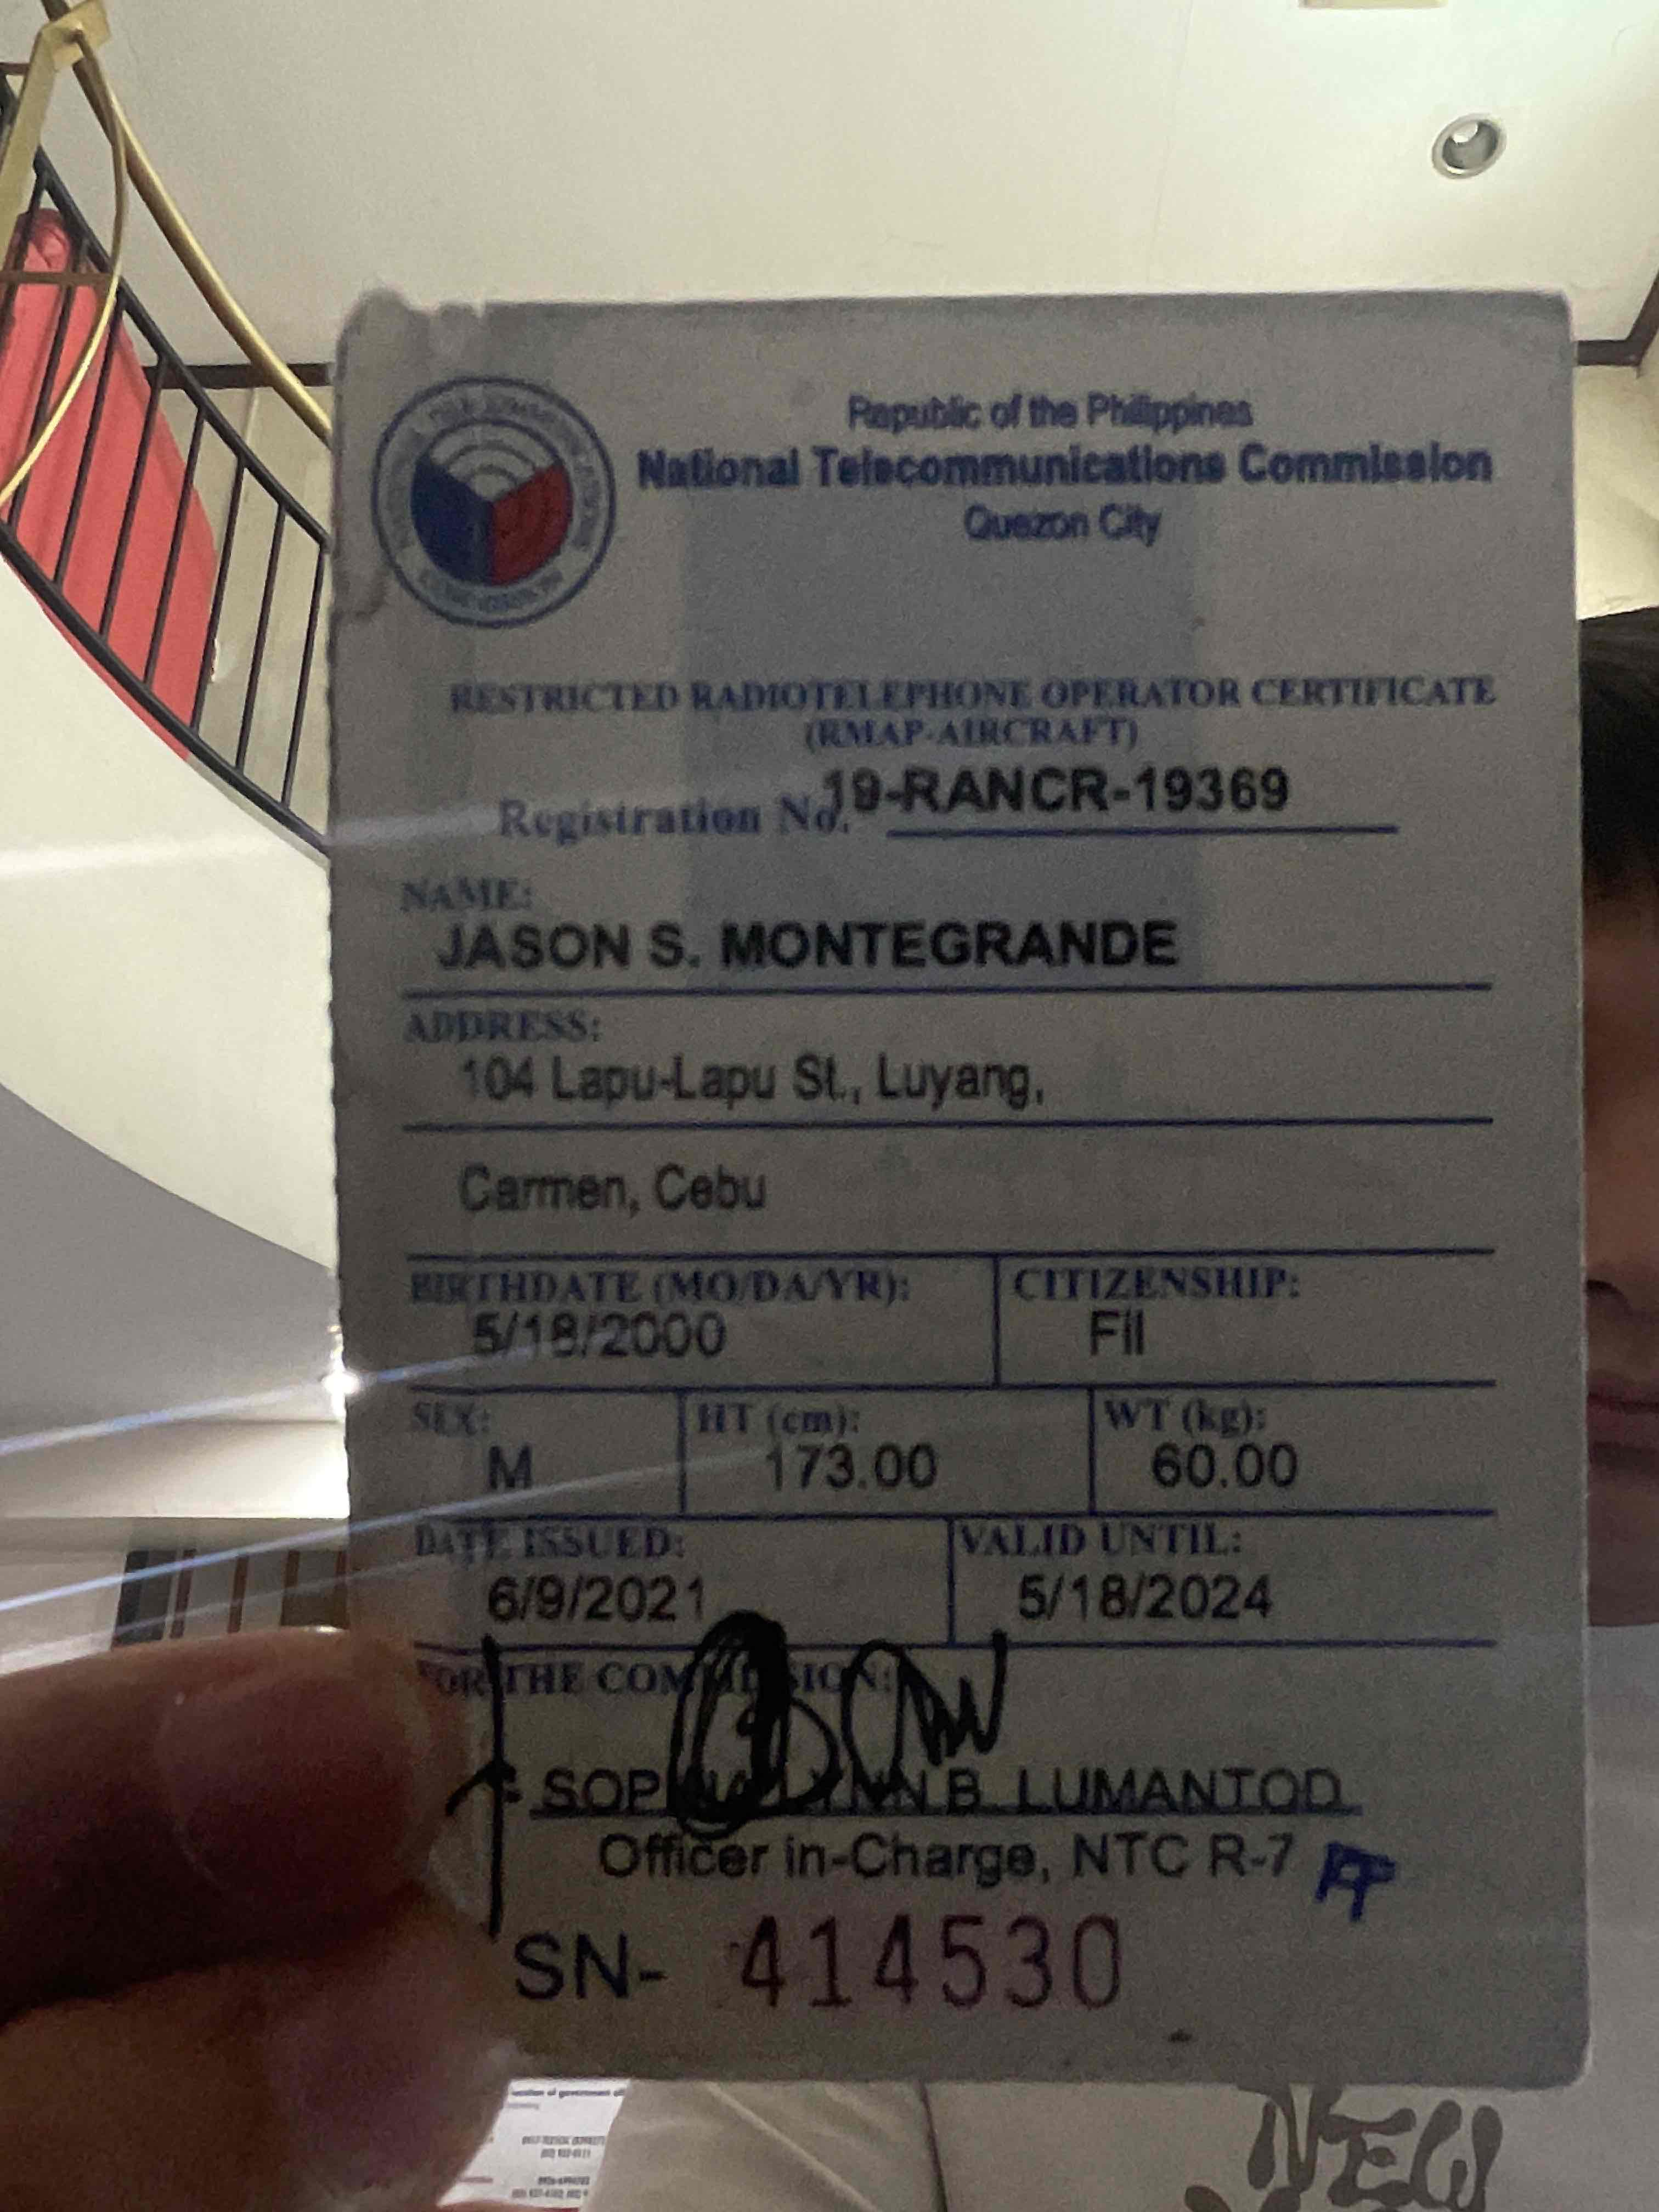 Republic of the Philippines
National Telecommunications Commission
Quezon City
RESTRICTED RADIOTELEPHONE OPERATOR CERTIFICATE
(RMAP-AIRCRAFT)
Registration No. 19-RANCR-19369
NAME:
JASON S. MONTEGRANDE
ADDRESS:
104 Lapu-Lapu St., Luyang,
Carmen, Cebu
BIRTHDATE (MO/DA/YR): CITIZENSHIP:
5/18/2000 Fil
SEX: HT (cm): WT (kg):
M 173.00 60.00
DATE ISSUED: VALID UNTIL:
6/9/2021 5/18/2024
FOR THE COMMISSION:
LUMANTOD
Officer in-Charge, NTC R-7
SN- 414530
NEW